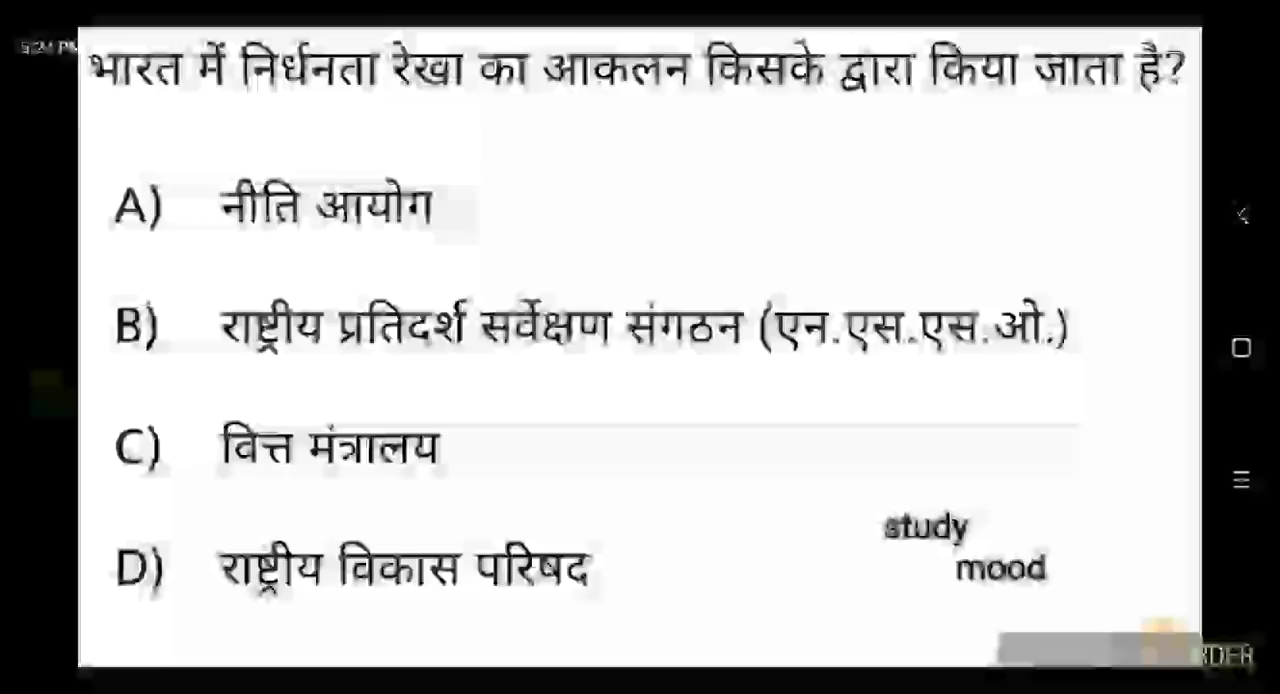 भारत में निर्धनता रेखा का आकलन किसके द्वारा किया जाता है?
A) नीति आयोग
B) राष्ट्रीय प्रतिदर्श सर्वेक्षण संगठन (एन.एस.एस.ओ.)
C) वित्त मंत्रालय
D) राष्ट्रीय विकास परिषद
study
mood